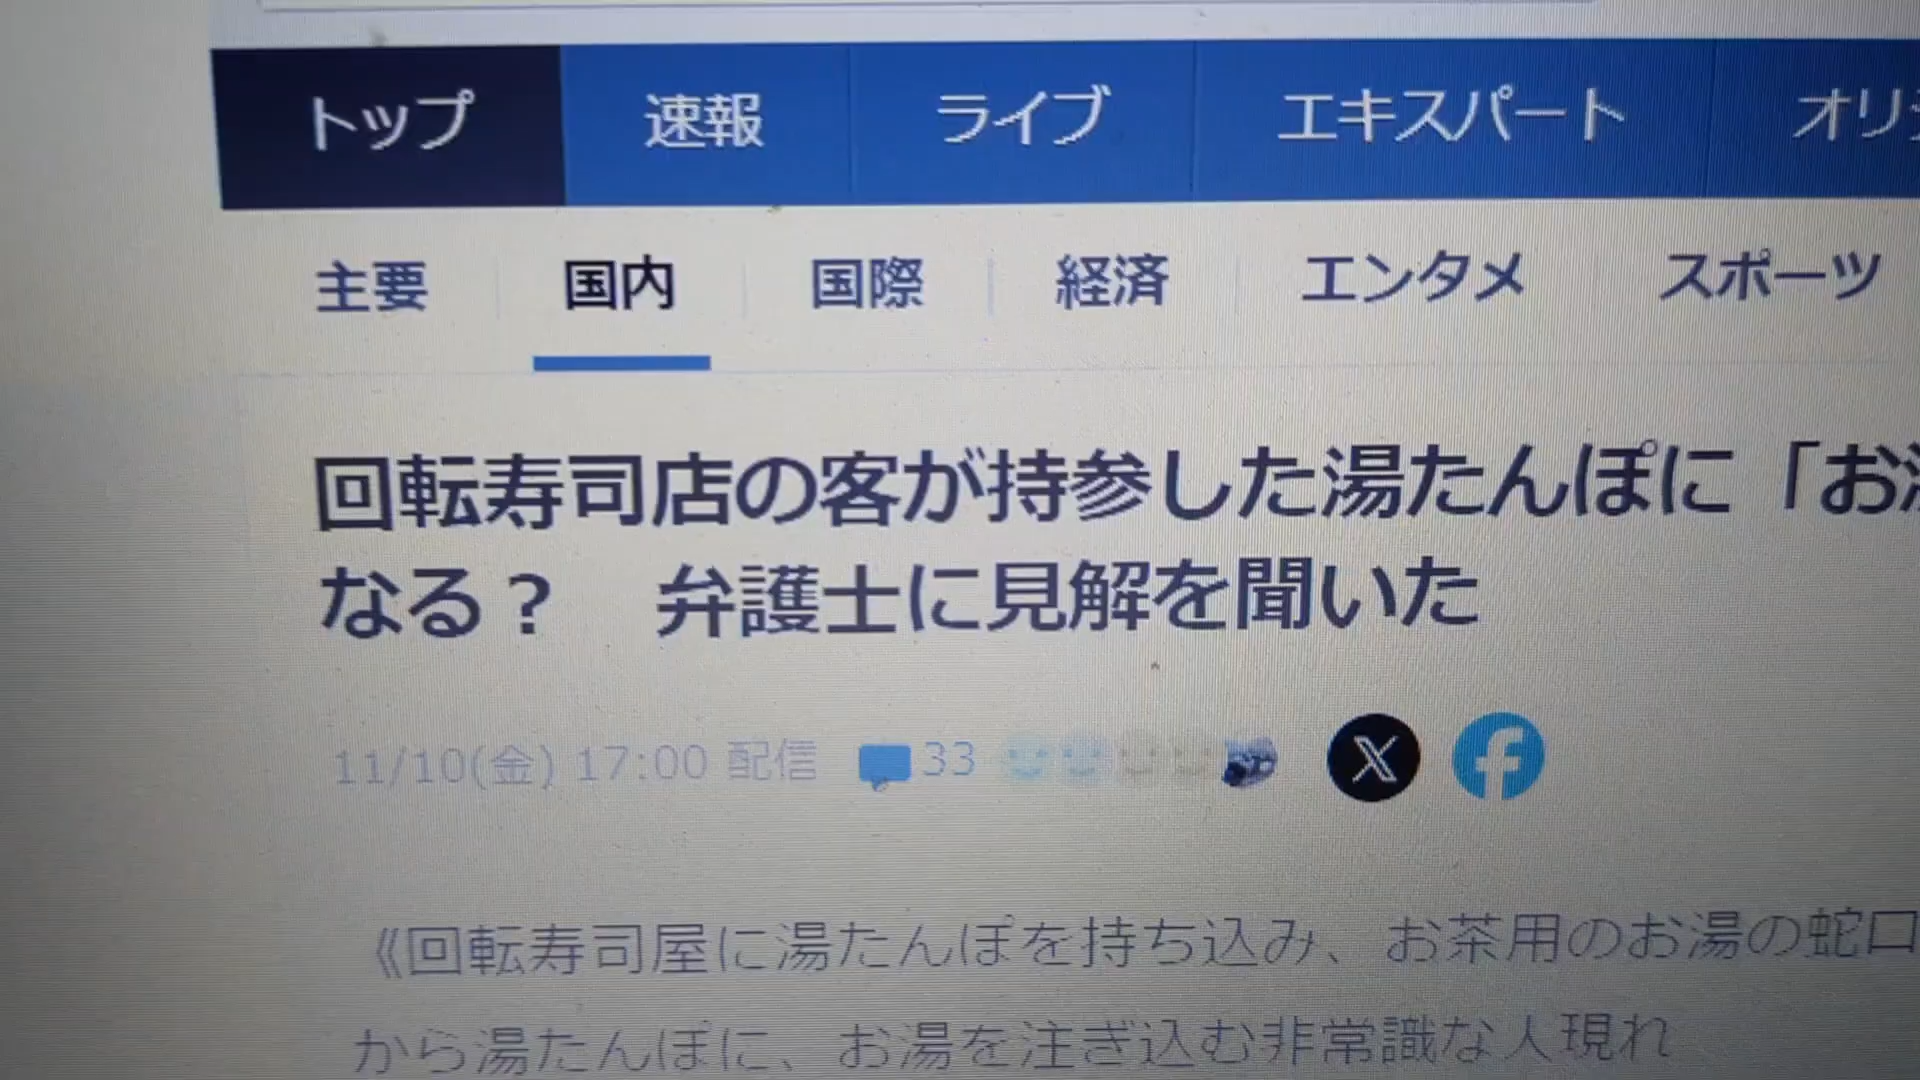 トップ 速報 ライブ エキスパート オリ
主要 国内 国際 経済 エンタメ スポーツ
回転寿司店の客が持参した湯たんぽに「お
なる? 弁護士に見解を聞いた
11/10(金) 17:00 配信 33
《回転寿司屋に湯たんぽを持ち込み、お茶用のお湯の蛇口
から湯たんぽに、お湯を注ぎ込む非常識な人現れ